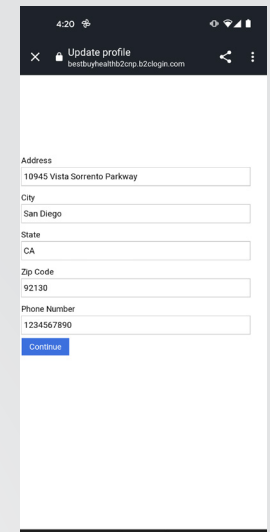 4:20
Update profile
bestbuyhealthb2cnp.b2clogin.com
Address
10945 Vista Sorrento Parkway
City
San Diego
State
CA
Zip Code
92130
Phone Number
1234567890
Continue